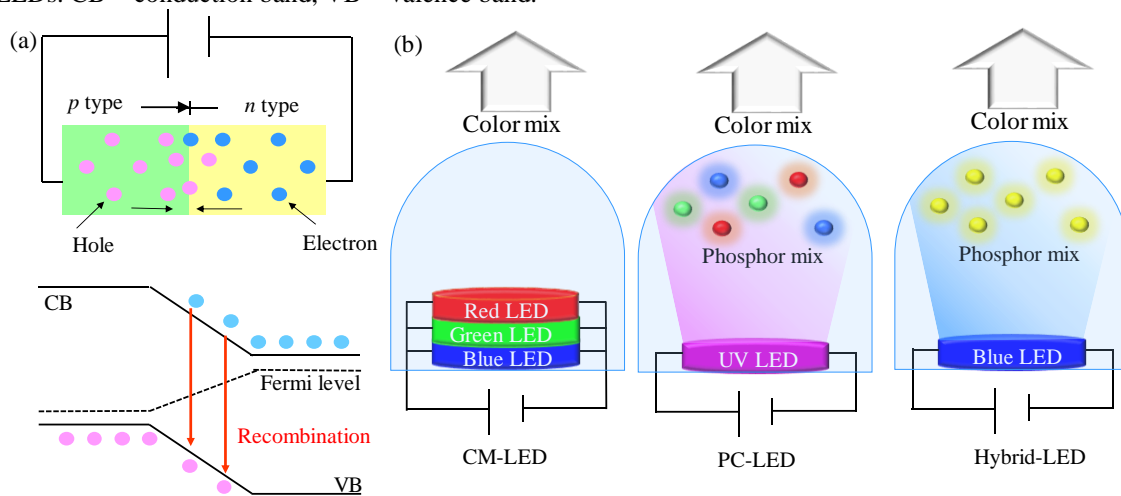 LEDs. CB = conduction band; VB = valence band.
(a)
p type
n type
Hole
Electron
CB
Fermi level
Recombination
VB
(b)
Color mix
Red LED
Green LED
Blue LED
CM-LED
Color mix
Phosphor mix
UV LED
PC-LED
Color mix
Phosphor mix
Blue LED
Hybrid-LED